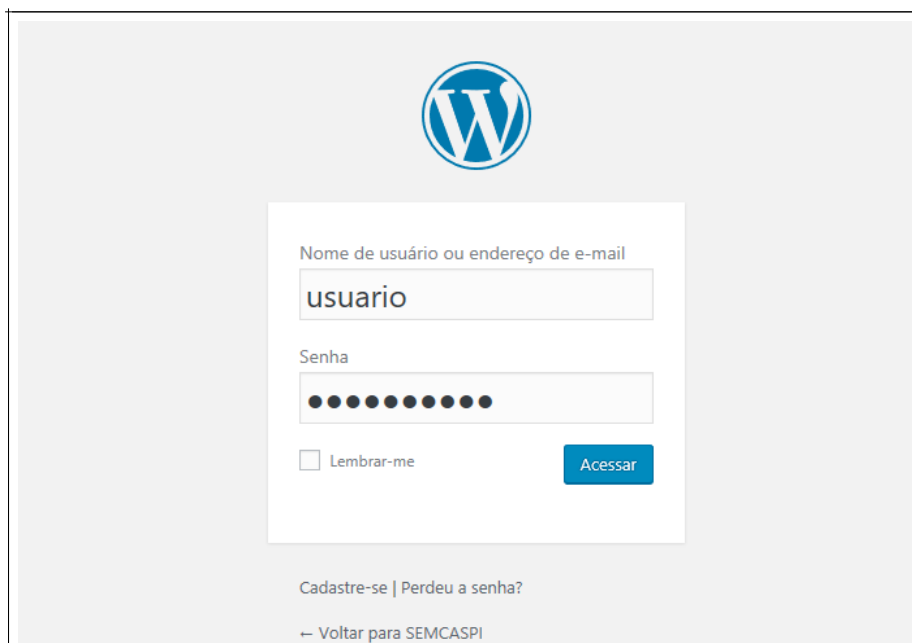 Nome de usuário ou endereço de e-mail
usuario
Senha
●●●●●●●●●●
Lembrar-me
Acessar
Cadastre-se | Perdeu a senha?
← Voltar para SEMCASPI